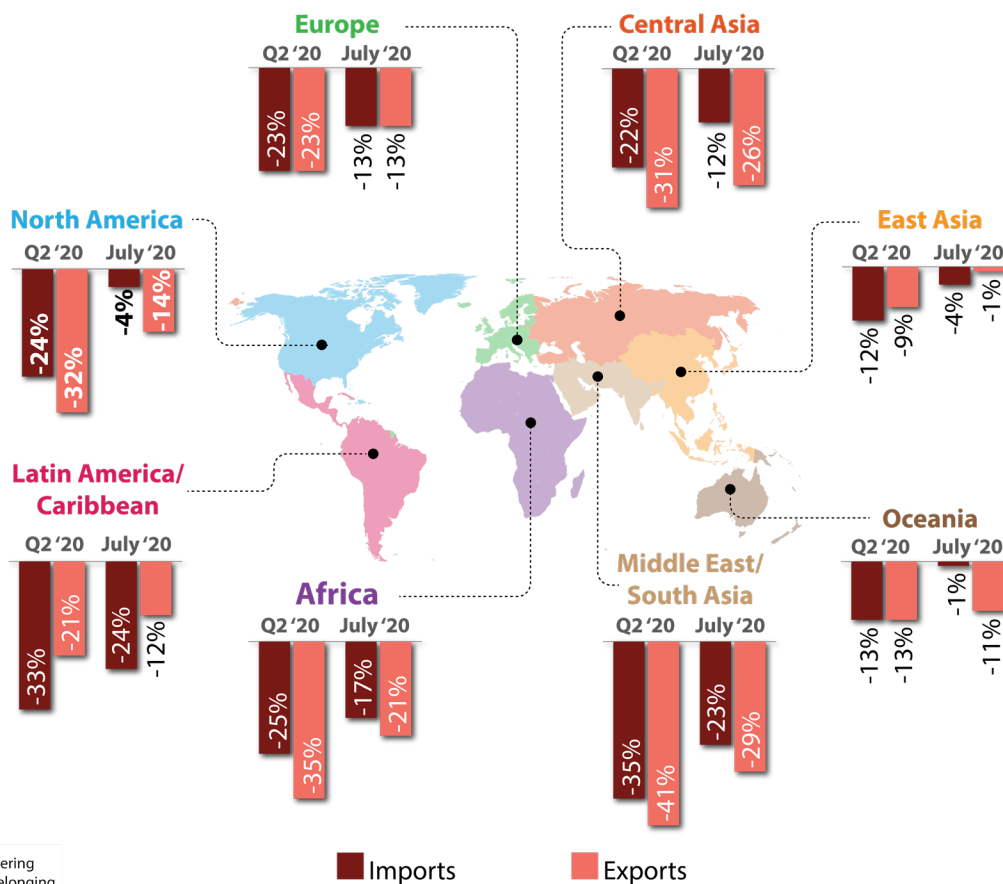 Europe
Q2 ‘20 July ‘20
-23% -23% -13% -13%
Central Asia
Q2 ‘20 July ‘20
-22% -31% -12% -26%
North America
Q2 ‘20 July ‘20
-24% -32% -4% -14%
East Asia
Q2 ‘20 July ‘20
-12% -9% -4% -1%
Latin America/
Caribbean
Q2 ‘20 July ‘20
-33% -21% -24% -12%
Africa
Q2 ‘20 July ‘20
-25% -35% -17% -21%
Middle East/
South Asia
Q2 ‘20 July ‘20
-35% -41% -23% -29%
Oceania
Q2 ‘20 July ‘20
-13% -13% -1% -11%
ering
elonging
Imports Exports